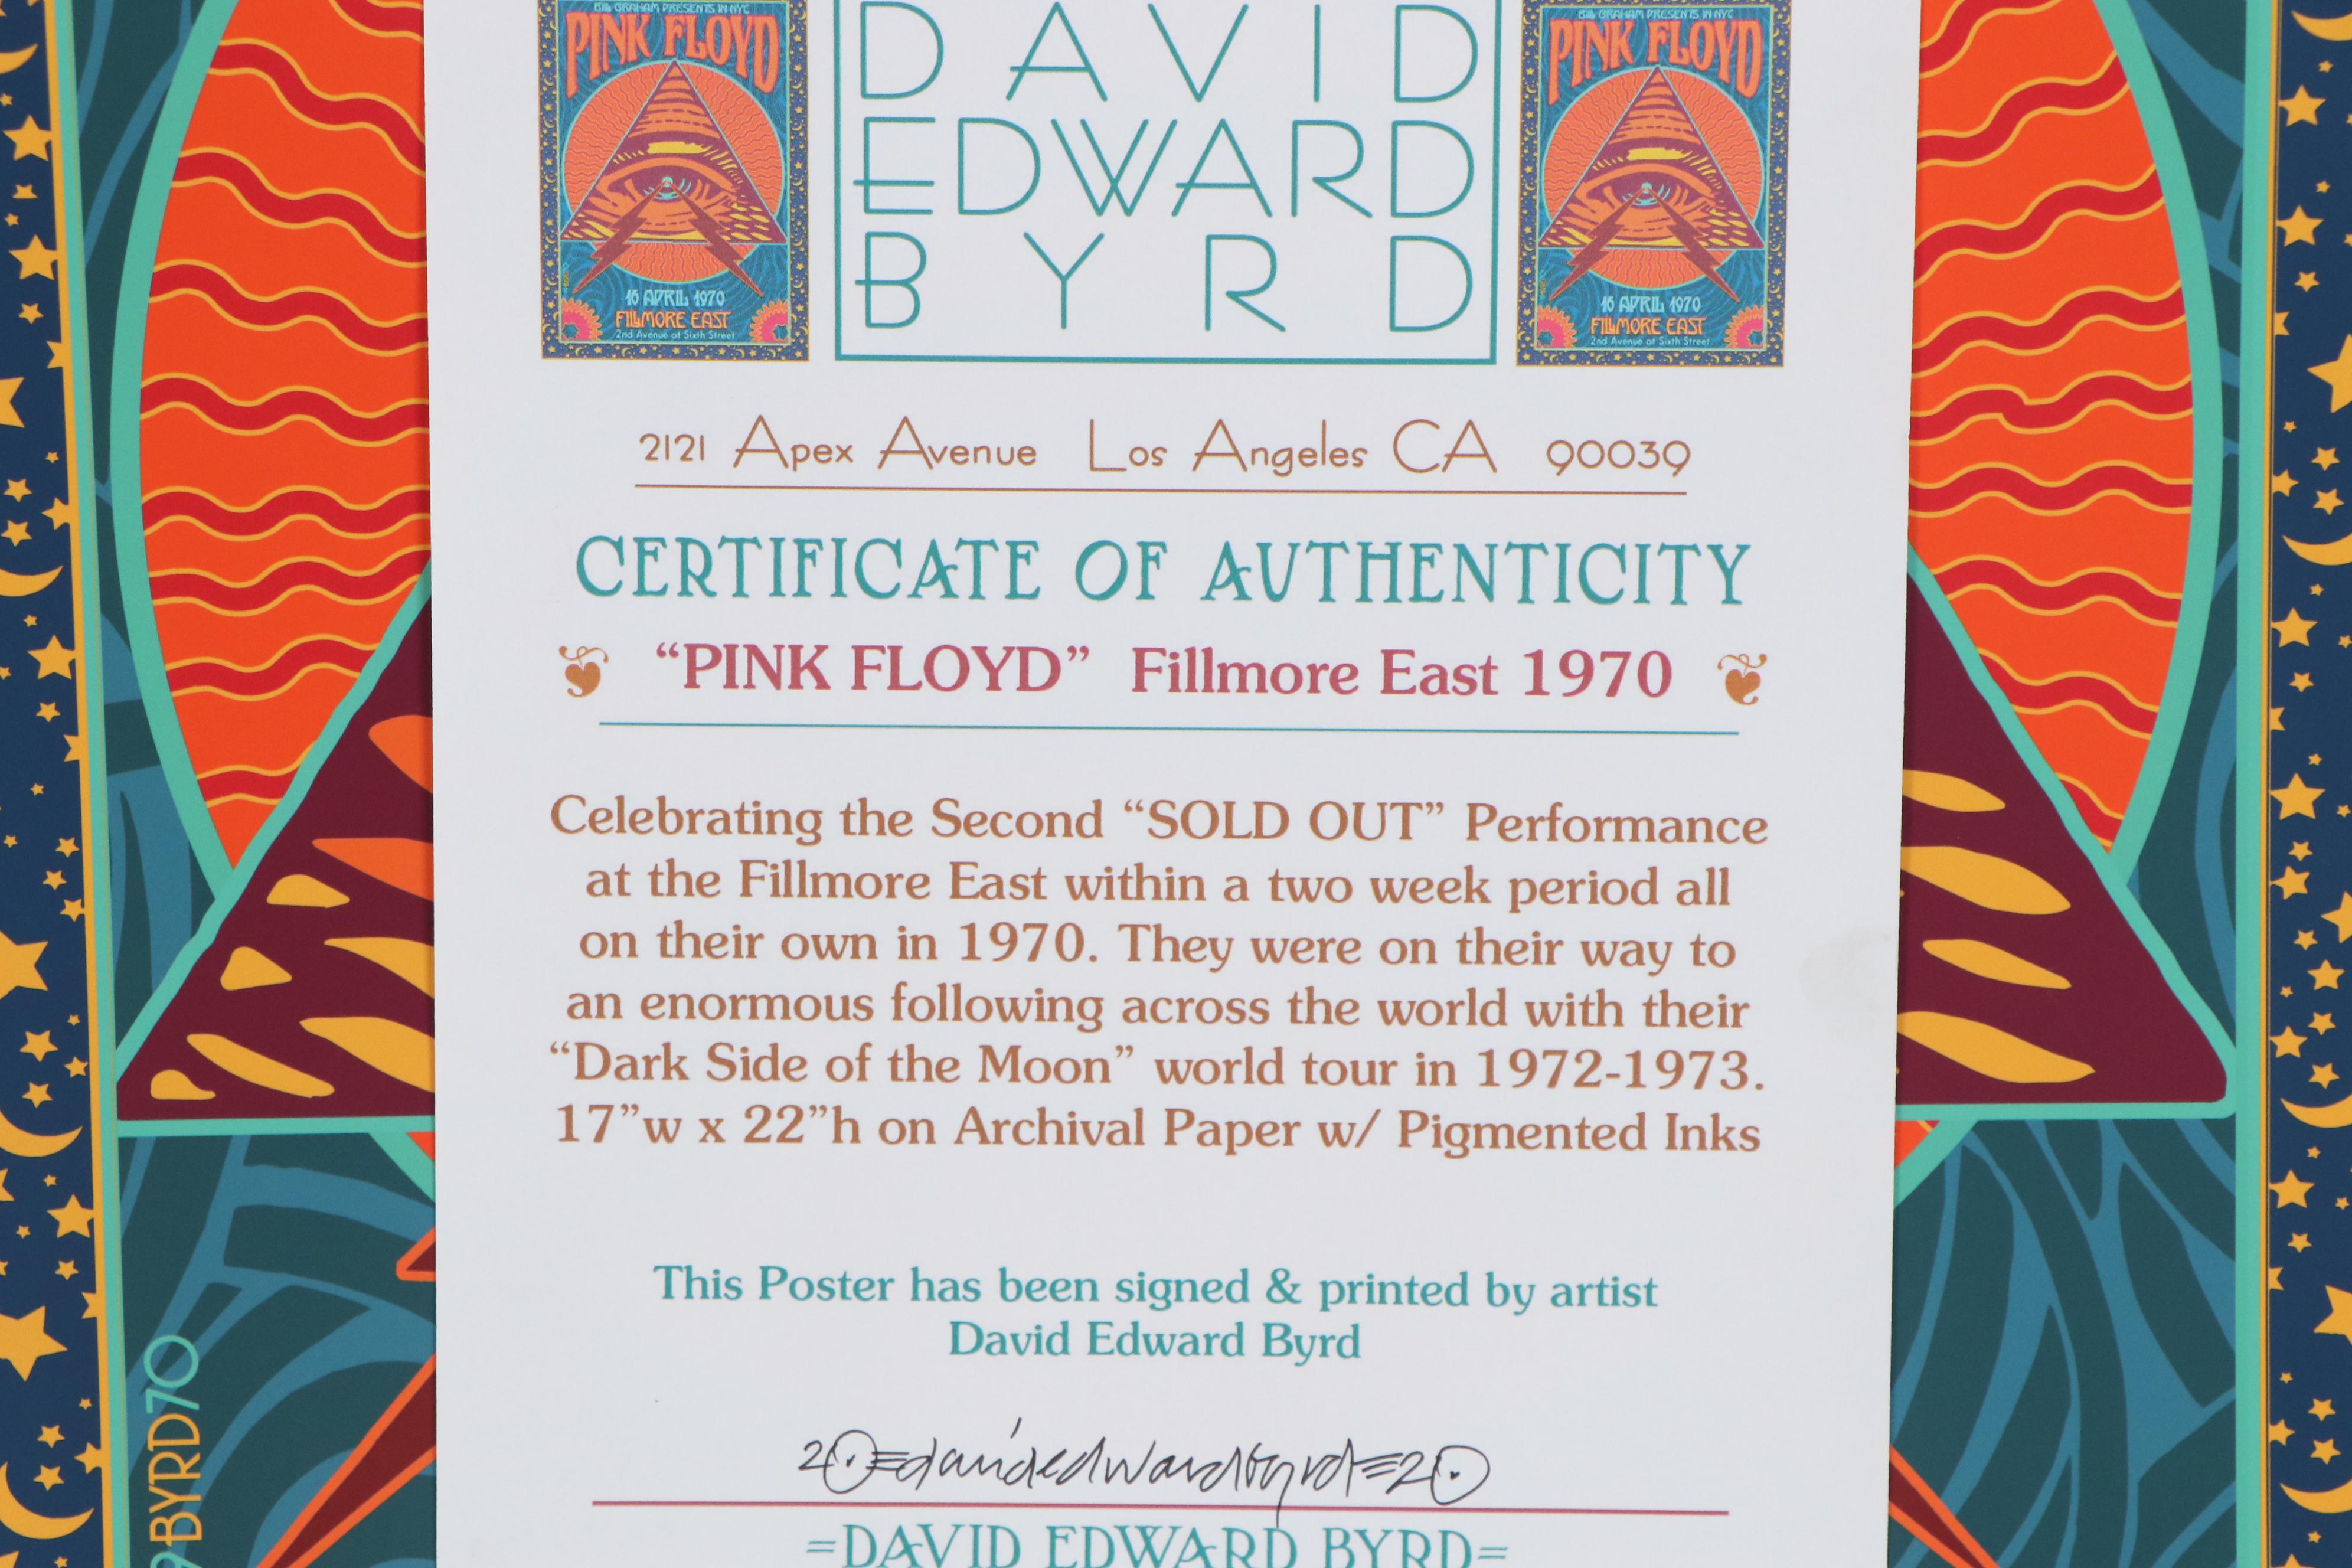 BILL GRAHAM PRESENTS IN NYC
PINK FLOYD
16 APRIL 1970
FILLMORE EAST
2nd Avenue at Sixth Street
DAVID
EDWARD
BYRD
BILL GRAHAM PRESENTS IN NYC
PINK FLOYD
16 APRIL 1970
FILLMORE EAST
2nd Avenue at Sixth Street
2121 Apex Avenue Los Angeles CA 90039
CERTIFICATE OF AUTHENTICITY
“PINK FLOYD” Fillmore East 1970
Celebrating the Second “SOLD OUT” Performance
at the Fillmore East within a two week period all
on their own in 1970. They were on their way to
an enormous following across the world with their
“Dark Side of the Moon” world tour in 1972-1973.
17”w x 22”h on Archival Paper w/ Pigmented Inks
This Poster has been signed & printed by artist
David Edward Byrd
20=davidedwardbyrd=20
=DAVID EDWARD BYRD=
BYRD70